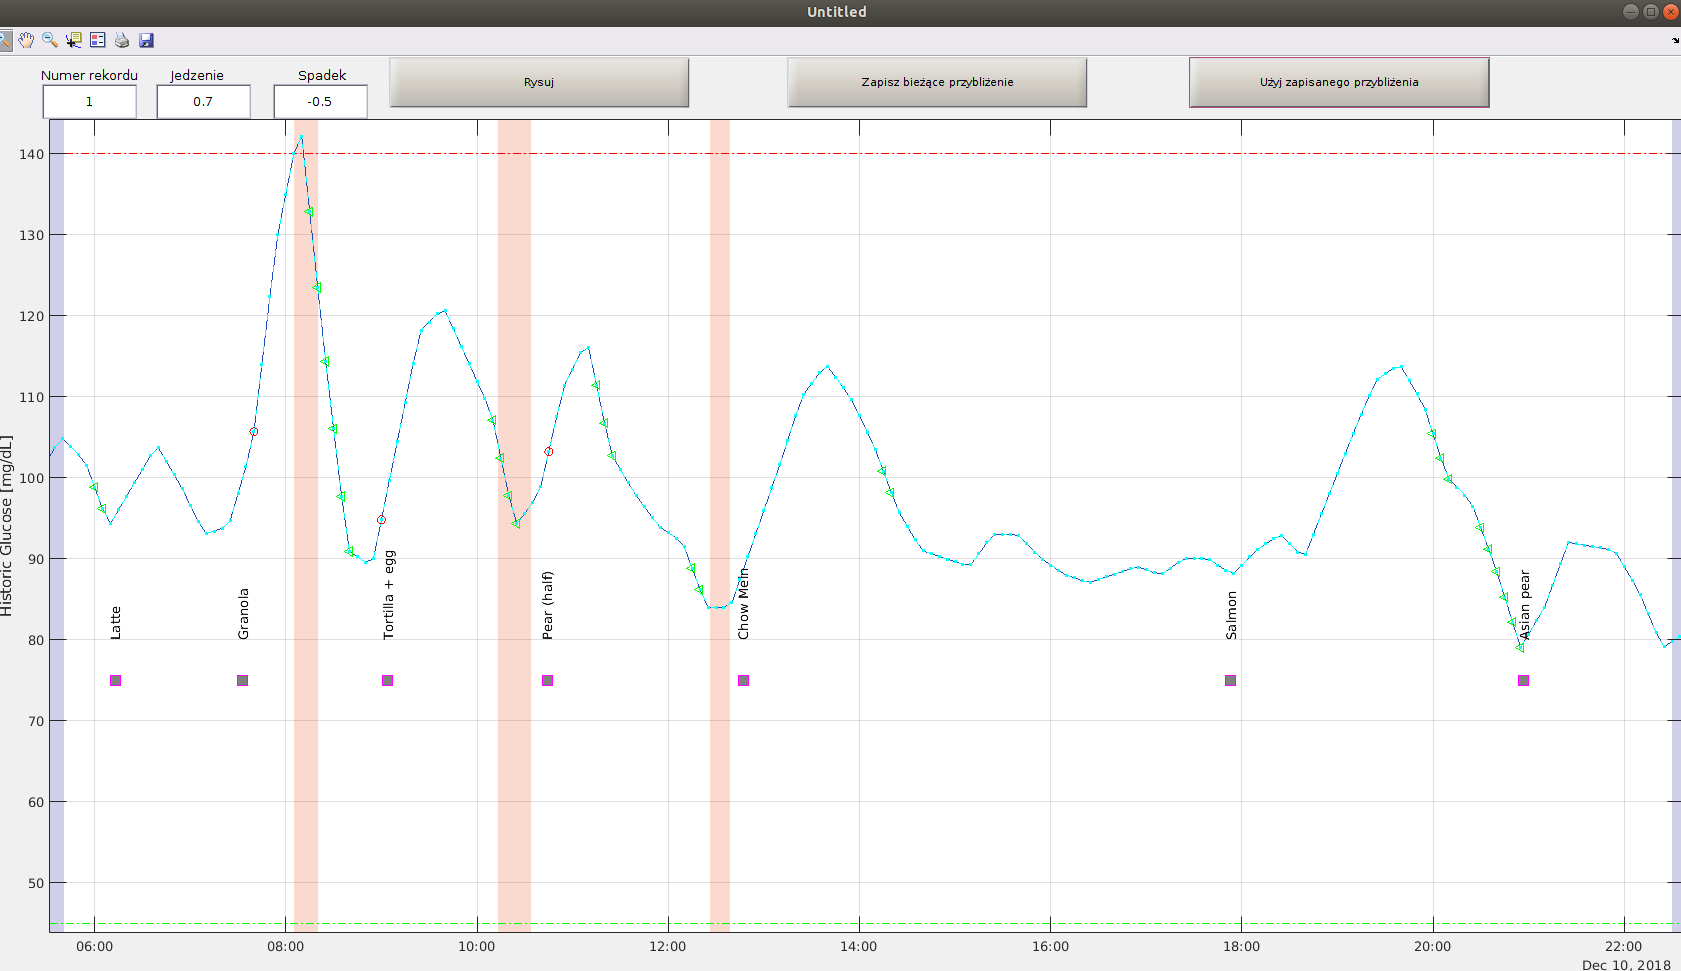 Untitled
Numer rekordu
Jedzenie
Spadek
1
0.7
-0.5
Rysuj
Zapisz bieżące przybliżenie
Użyj zapisanego przybliżenia
Historic Glucose [mg/dL]
140
130
120
110
100
90
80
70
60
50
Latte
Granola
Tortilla + egg
Pear (half)
Chow Mein
Salmon
Asian pear
06:00
08:00
10:00
12:00
14:00
16:00
18:00
20:00
22:00
Dec 10, 2018